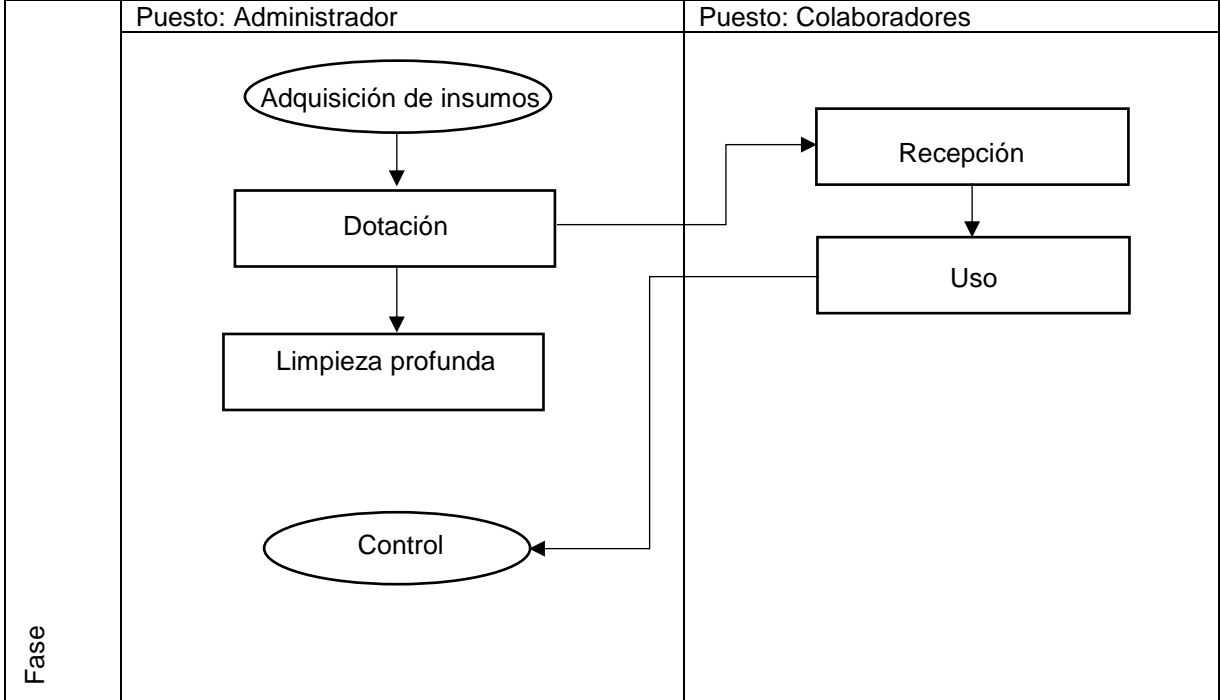 Puesto: Administrador
Puesto: Colaboradores
Adquisición de insumos
Recepción
Dotación
Uso
Limpieza profunda
Control
Fase